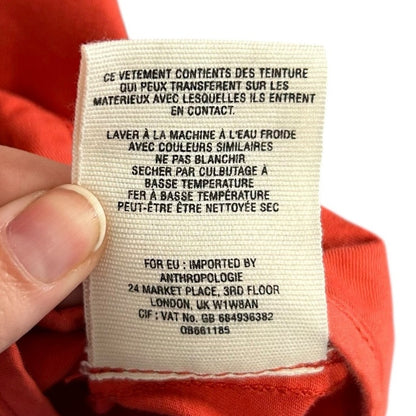 CE VETEMENT CONTIENTS DES TEINTURE
QUI PEUX TRANSFÈRENT SUR LES
MATERIEUX AVEC LESQUELLES ILS ENTRENT
EN CONTACT.
LAVER À LA MACHINE À L'EAU FROIDE
AVEC COULEURS SIMILAIRES
NE PAS BLANCHIR
SECHER PAR CULBUTAGE À
BASSE TEMPERATURE
FER À BASSE TEMPÉRATURE
PEUT-ÊTRE ÊTRE NETTOYÉE SEC
FOR EU ; IMPORTED BY
ANTHROPOLOGIE
24 MARKET PLACE, 3RD FLOOR
LONDON, UK W1W8AN
CIF ; VAT No. GB 684936382
OB661185